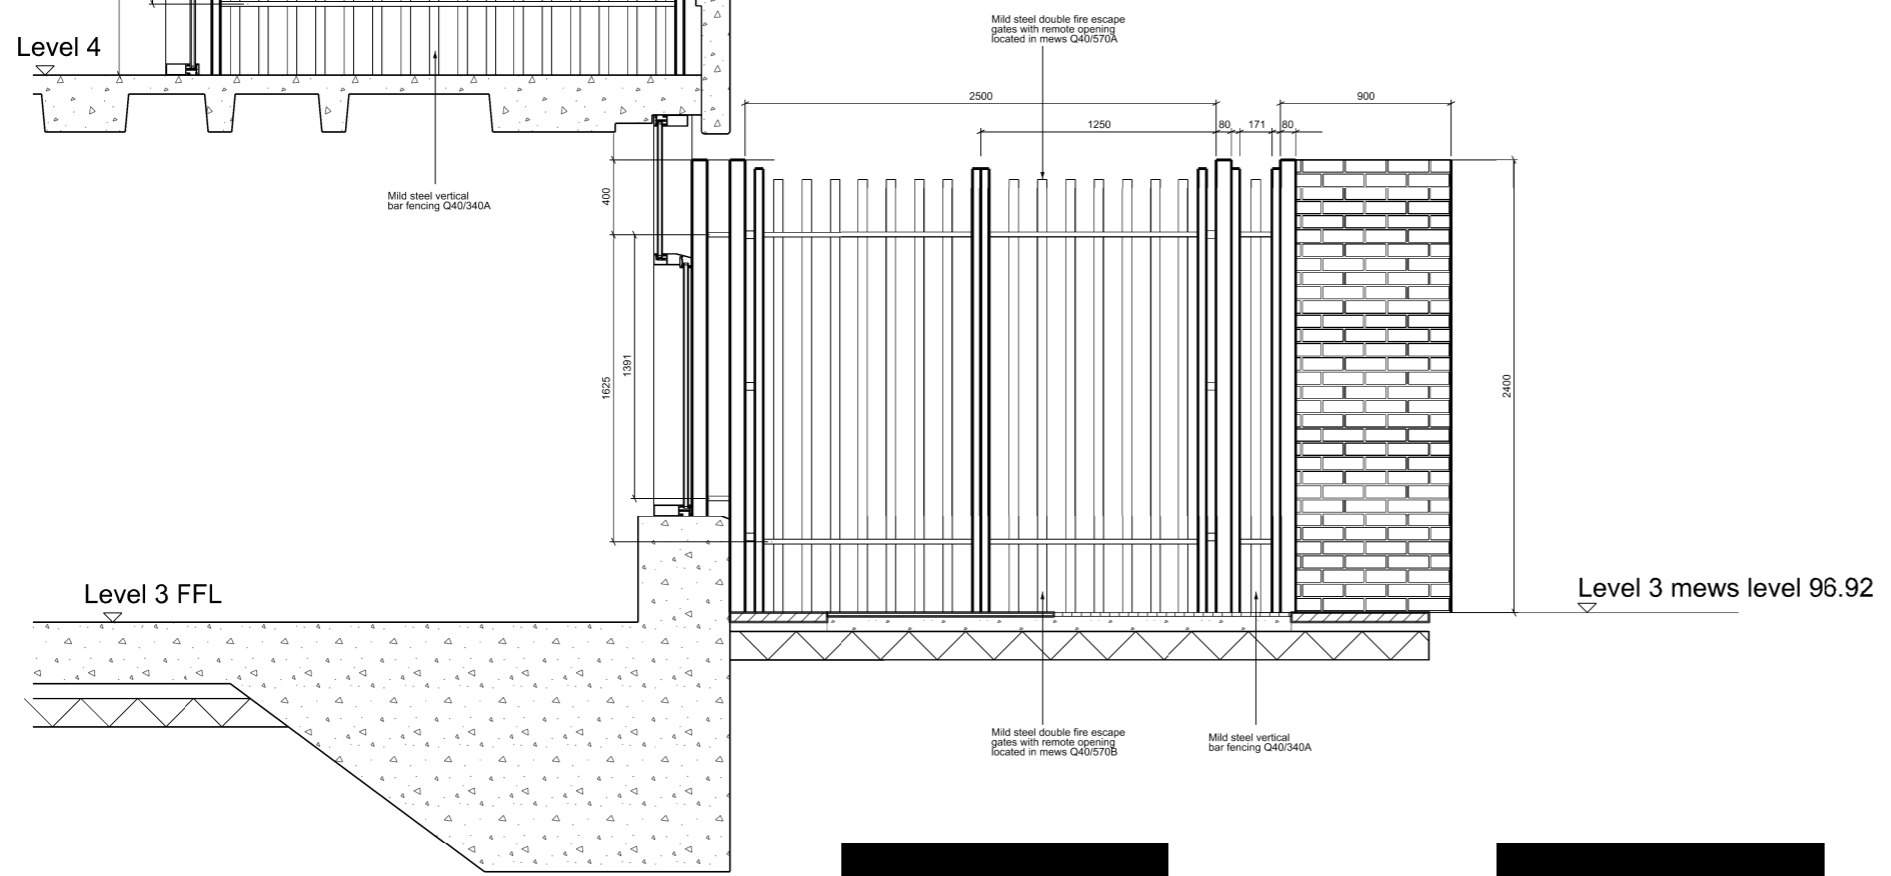 Mild steel double fire escape
gates with remote opening
located in mews Q40/570A
Level 4
2500
900
1250
80
171
80
Mild steel vertical
bar fencing Q40/340A
400
1391
1625
2400
Level 3 FFL
Level 3 mews level 96.92
Mild steel double fire escape
gates with remote opening
located in mews Q40/570B
Mild steel vertical
bar fencing Q40/340A